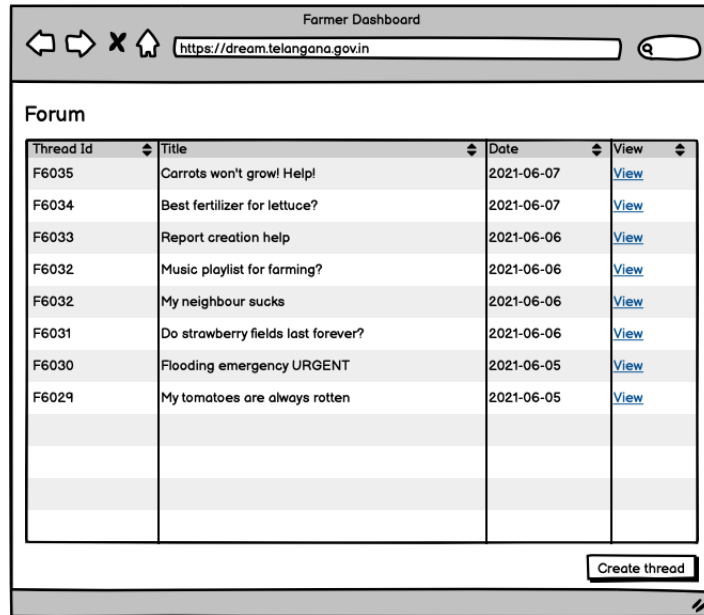 Farmer Dashboard
https://dream.telangana.gov.in
Forum
Thread Id Title Date View
F6035 Carrots won't grow! Help! 2021-06-07 View
F6034 Best fertilizer for lettuce? 2021-06-07 View
F6033 Report creation help 2021-06-06 View
F6032 Music playlist for farming? 2021-06-06 View
F6032 My neighbour sucks 2021-06-06 View
F6031 Do strawberry fields last forever? 2021-06-06 View
F6030 Flooding emergency URGENT 2021-06-05 View
F6029 My tomatoes are always rotten 2021-06-05 View
Create thread